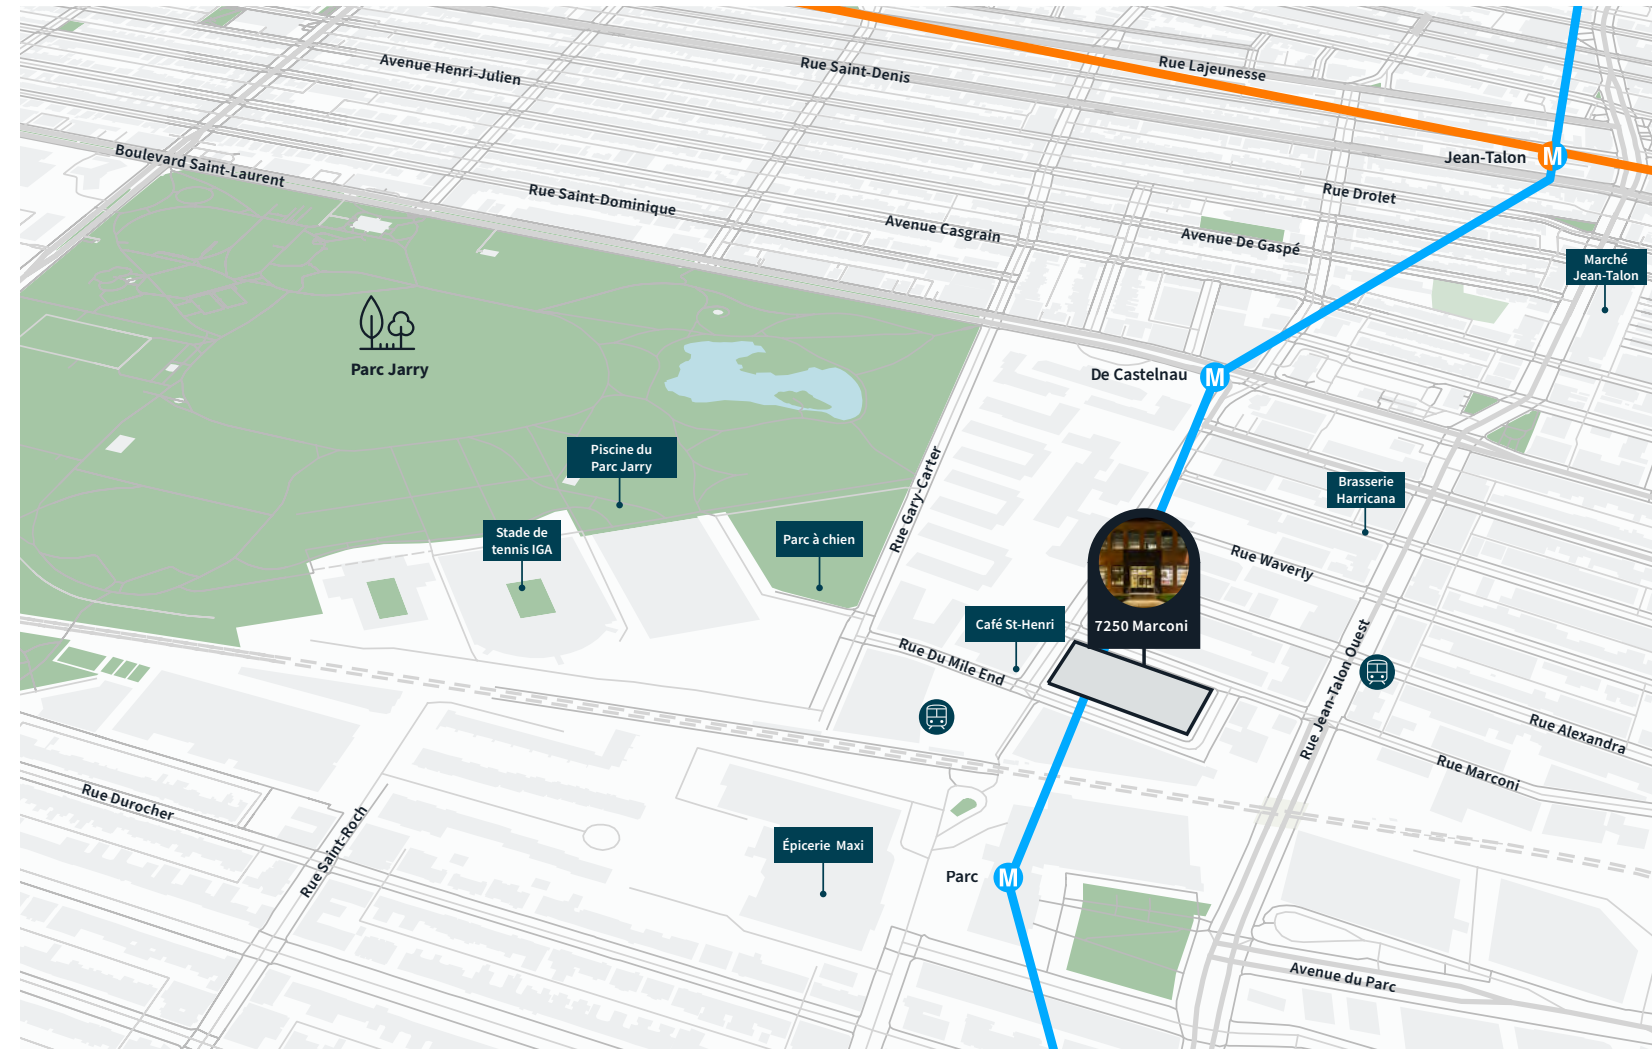 Avenue Henri-Julien
Rue Saint-Denis
Rue Lajeunesse
Boulevard Saint-Laurent
Jean-Talon
M
Rue Saint-Dominique
Rue Drolet
Avenue Casgrain
Avenue De Gaspé
Marché
Jean-Talon
Parc Jarry
De Castelnau
M
Piscine du
Parc Jarry
Rue Gary-Carter
Brasserie
Harricana
Stade de
tennis IGA
Parc à chien
Rue Waverly
Café St-Henri
7250 Marconi
Rue Du Mile End
Rue Jean-Talon Ouest
Rue Alexandra
Rue Marconi
Rue Durocher
Rue Saint-Roch
Épicerie Maxi
Parc
M
Avenue du Parc